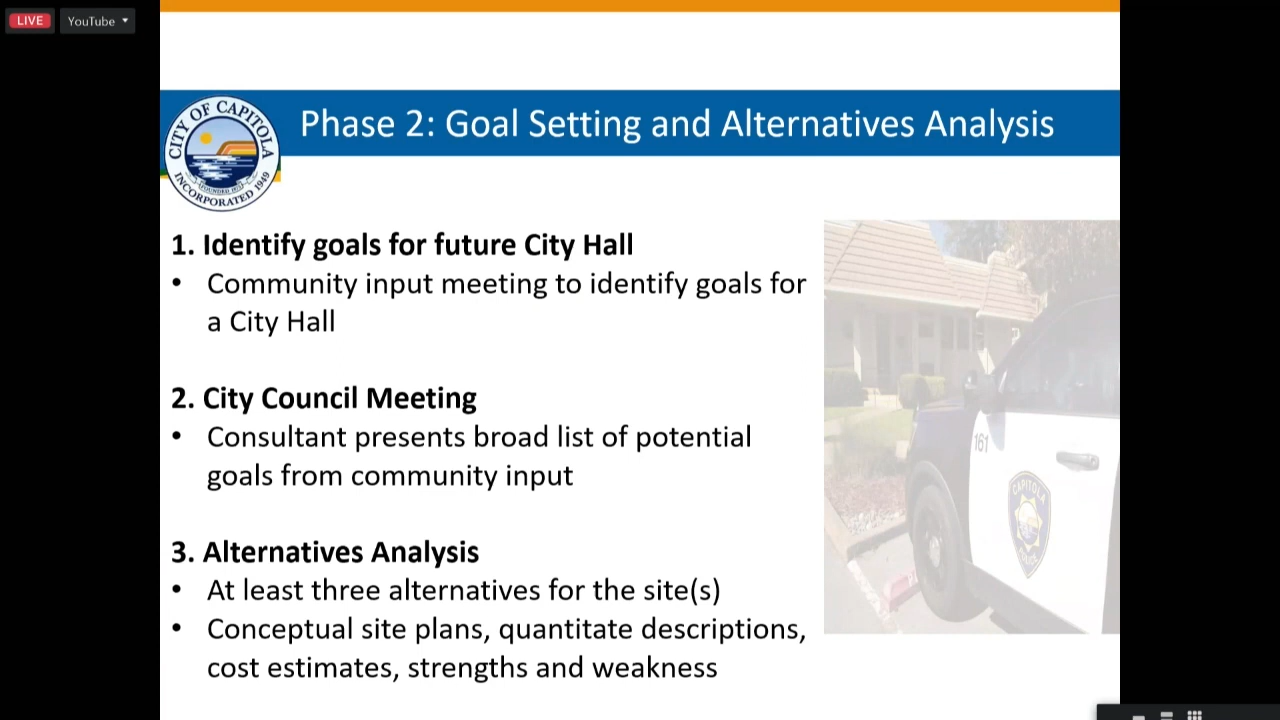 LIVE
YouTube
CITY OF CAPITOLA
INCORPORATED 1949
Phase 2: Goal Setting and Alternatives Analysis
1. Identify goals for future City Hall
• Community input meeting to identify goals for
a City Hall
2. City Council Meeting
• Consultant presents broad list of potential
goals from community input
3. Alternatives Analysis
• At least three alternatives for the site(s)
• Conceptual site plans, quantitate descriptions,
cost estimates, strengths and weakness
161
CAPITOLA